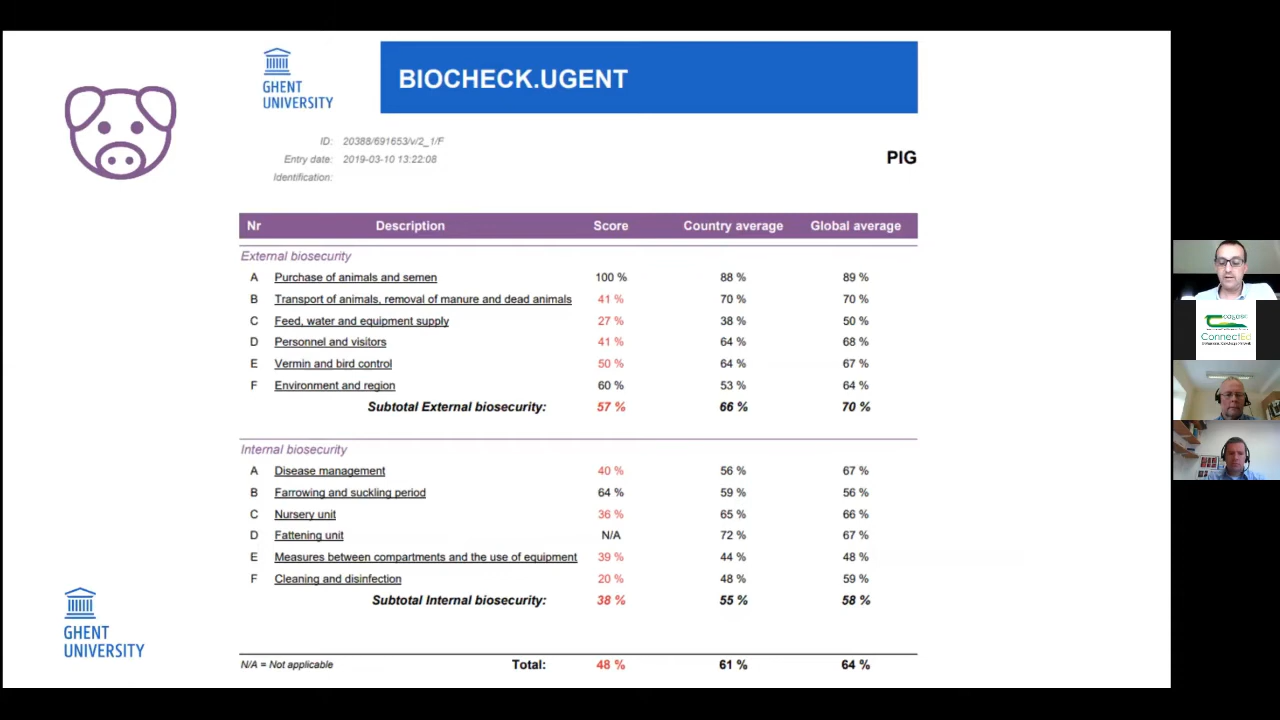 GHENT
UNIVERSITY
BIOCHECK.UGENT
ID: 20388/691653/v/2_1/F
Entry date: 2019-03-10 13:22:08
Identification:
PIG
Nr Description Score Country average Global average
External biosecurity
A Purchase of animals and semen 100 % 88 % 89 %
B Transport of animals, removal of manure and dead animals 41 % 70 % 70 %
C Feed, water and equipment supply 27 % 38 % 50 %
D Personnel and visitors 41 % 64 % 68 %
E Vermin and bird control 50 % 64 % 67 %
F Environment and region 60 % 53 % 64 %
Subtotal External biosecurity: 57 % 66 % 70 %
Internal biosecurity
A Disease management 40 % 56 % 67 %
B Farrowing and suckling period 64 % 59 % 56 %
C Nursery unit 36 % 65 % 66 %
D Fattening unit N/A 72 % 67 %
E Measures between compartments and the use of equipment 39 % 44 % 48 %
F Cleaning and disinfection 20 % 48 % 59 %
Subtotal Internal biosecurity: 38 % 55 % 58 %
N/A = Not applicable Total: 48 % 61 % 64 %
GHENT
UNIVERSITY
ConnectEd